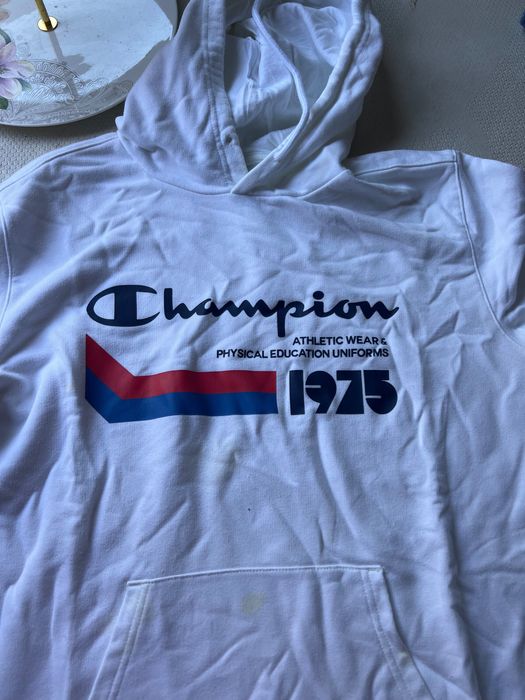 Champion
ATHLETIC WEAR &
PHYSICAL EDUCATION UNIFORMS
1975